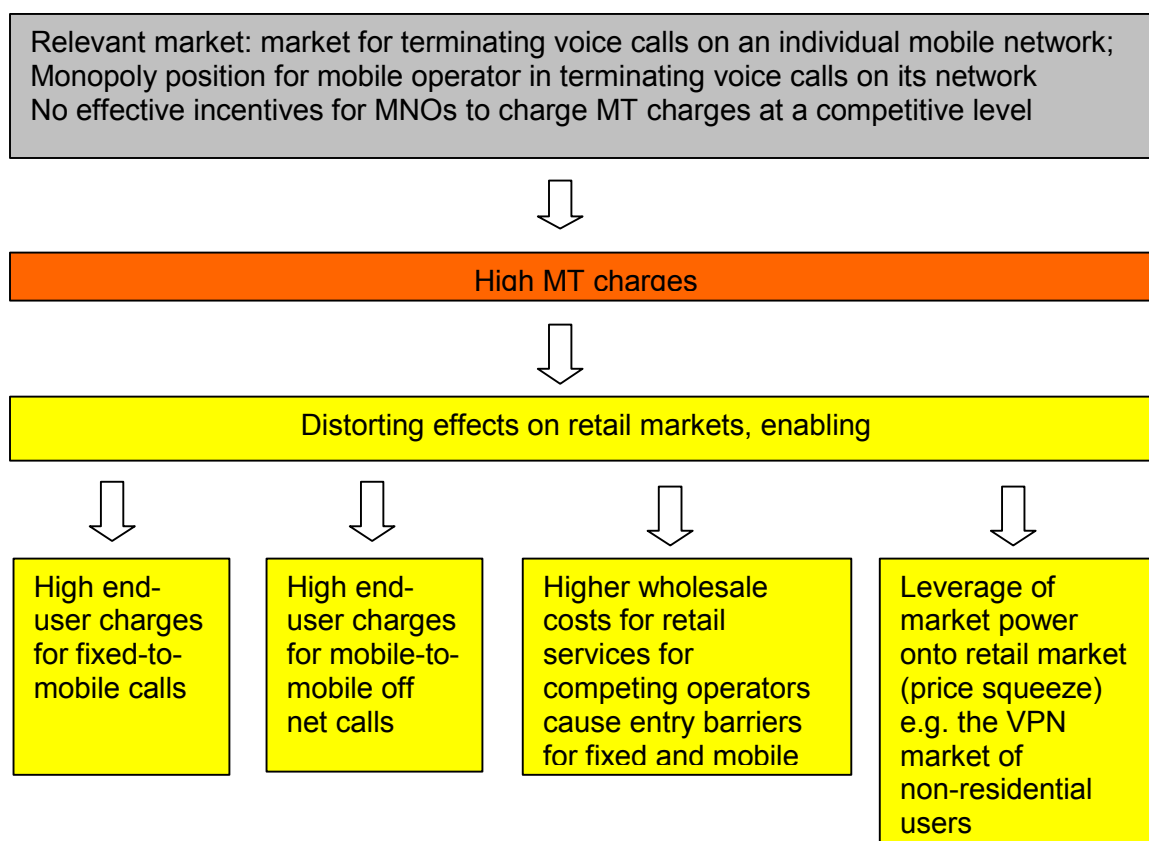 Relevant market: market for terminating voice calls on an individual mobile network;
Monopoly position for mobile operator in terminating voice calls on its network
No effective incentives for MNOs to charge MT charges at a competitive level
High MT charges
Distorting effects on retail markets, enabling
High end-
user charges
for fixed-to-
mobile calls
High end-
user charges
for mobile-to-
mobile off
net calls
Higher wholesale
costs for retail
services for
competing operators
cause entry barriers
for fixed and mobile
Leverage of
market power
onto retail market
(price squeeze)
e.g. the VPN
market of
non-residential
users